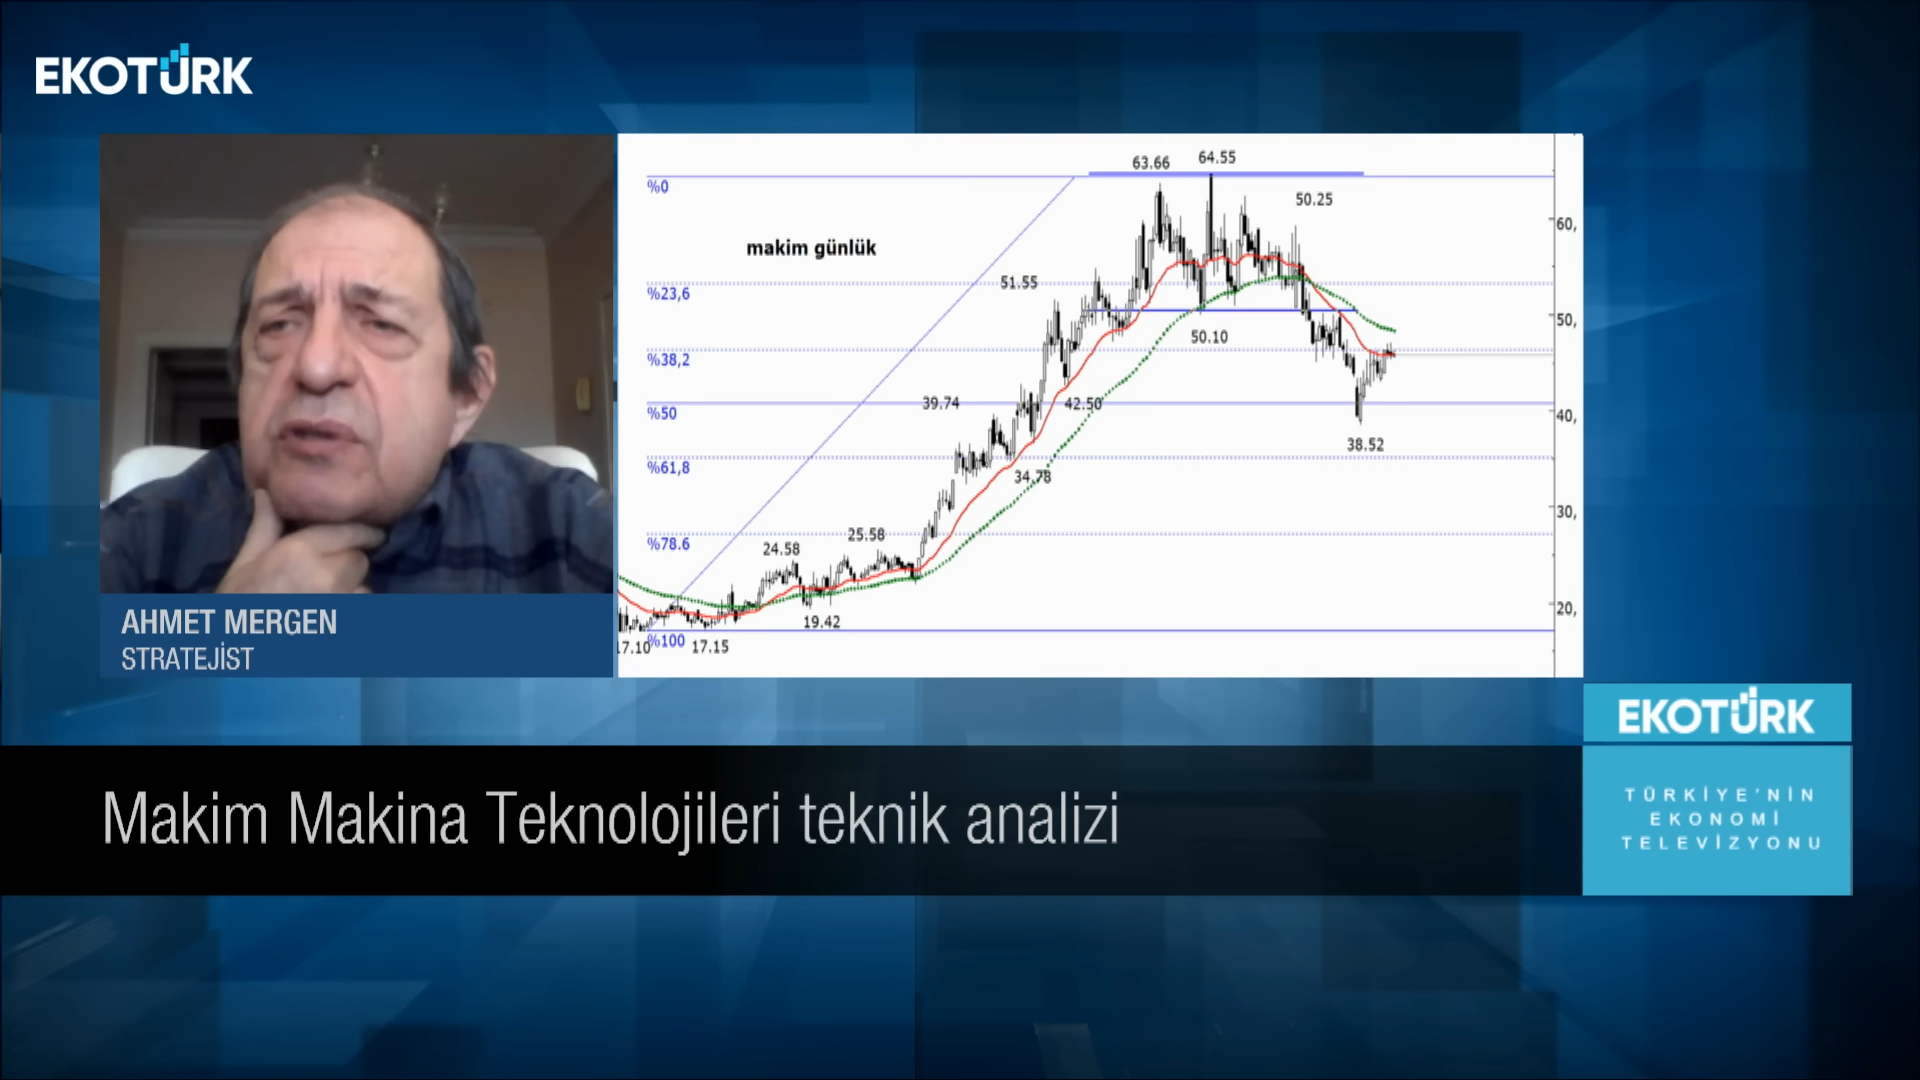 EKOTÜRK
63.66
64.55
%0
50.25
60,
makim günlük
51.55
%23,6
50,
50.10
%38,2
39.74
42.50
%50
40,
38.52
%61,8
34.78
30,
25.58
%78.6
24.58
20,
19.42
%100
17.10
17.15
AHMET MERGEN
STRATEJİST
EKOTÜRK
TÜRKİYE'NİN
EKONOMİ
TELEVİZYONU
Makim Makina Teknolojileri teknik analizi